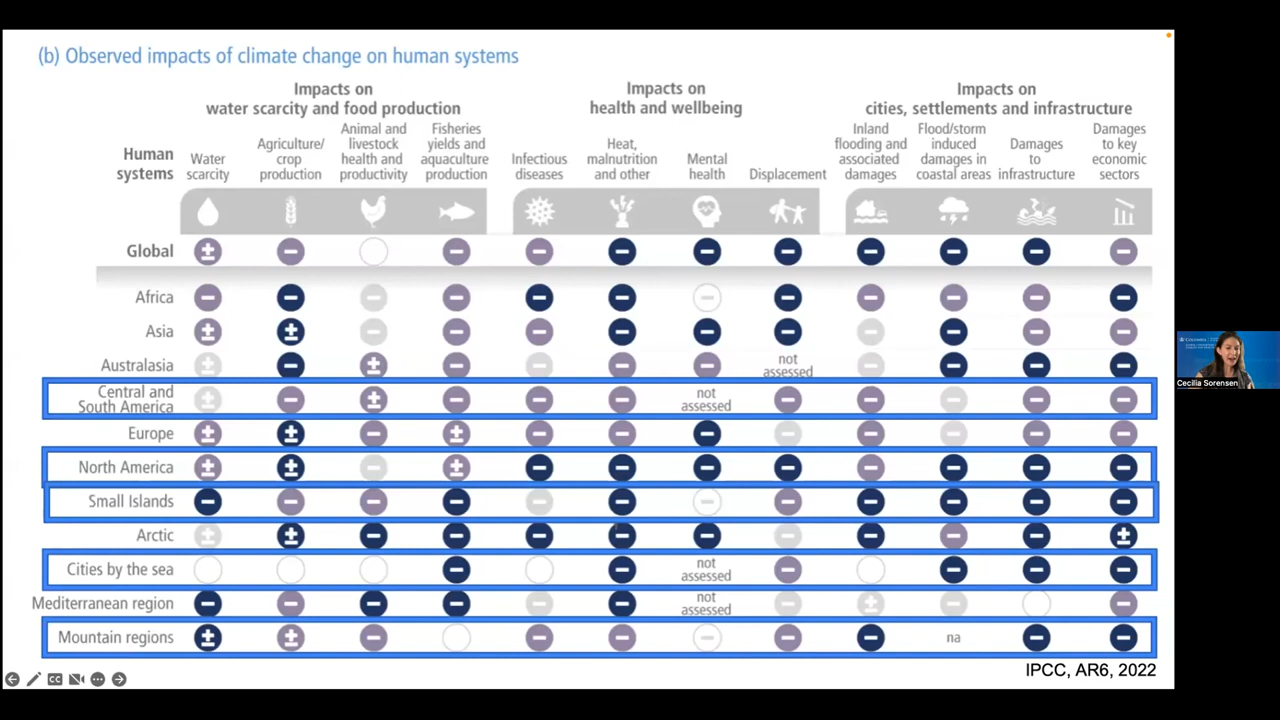 (b) Observed impacts of climate change on human systems
Impacts on
water scarcity and food production
Impacts on
health and wellbeing
Impacts on
cities, settlements and infrastructure
Human
systems
Water
scarcity
Agriculture/
crop
production
Animal and
livestock
health and
productivity
Fisheries
yields and
aquaculture
production
Infectious
diseases
Heat,
malnutrition
and other
Mental
health
Displacement
Inland
flooding and
associated
damages
Flood/storm
induced
damages in
coastal areas
Damages
to
infrastructure
Damages
to key
economic
sectors
Global
± − − − − − − − − − −
Africa
− − − − − − − − − − − −
Asia
± ± − − − − − − − − − −
Australasia
± − ± − − − − not
assessed
− − − −
Central and
South America
± − ± − − − not
assessed
− − − − −
Europe
± ± − ± − − − − − − − −
North America
± ± − ± − − − − − − − −
Small Islands
− − − − − − − − − − − −
Arctic
± ± − − − − − − − − − ±
Cities by the sea
− − not
assessed
− − − −
Mediterranean region
− − − − − − not
assessed
− ± − −
Mountain regions
± ± − − − − − − na − −
IPCC, AR6, 2022
CC
Cecilia Sorensen